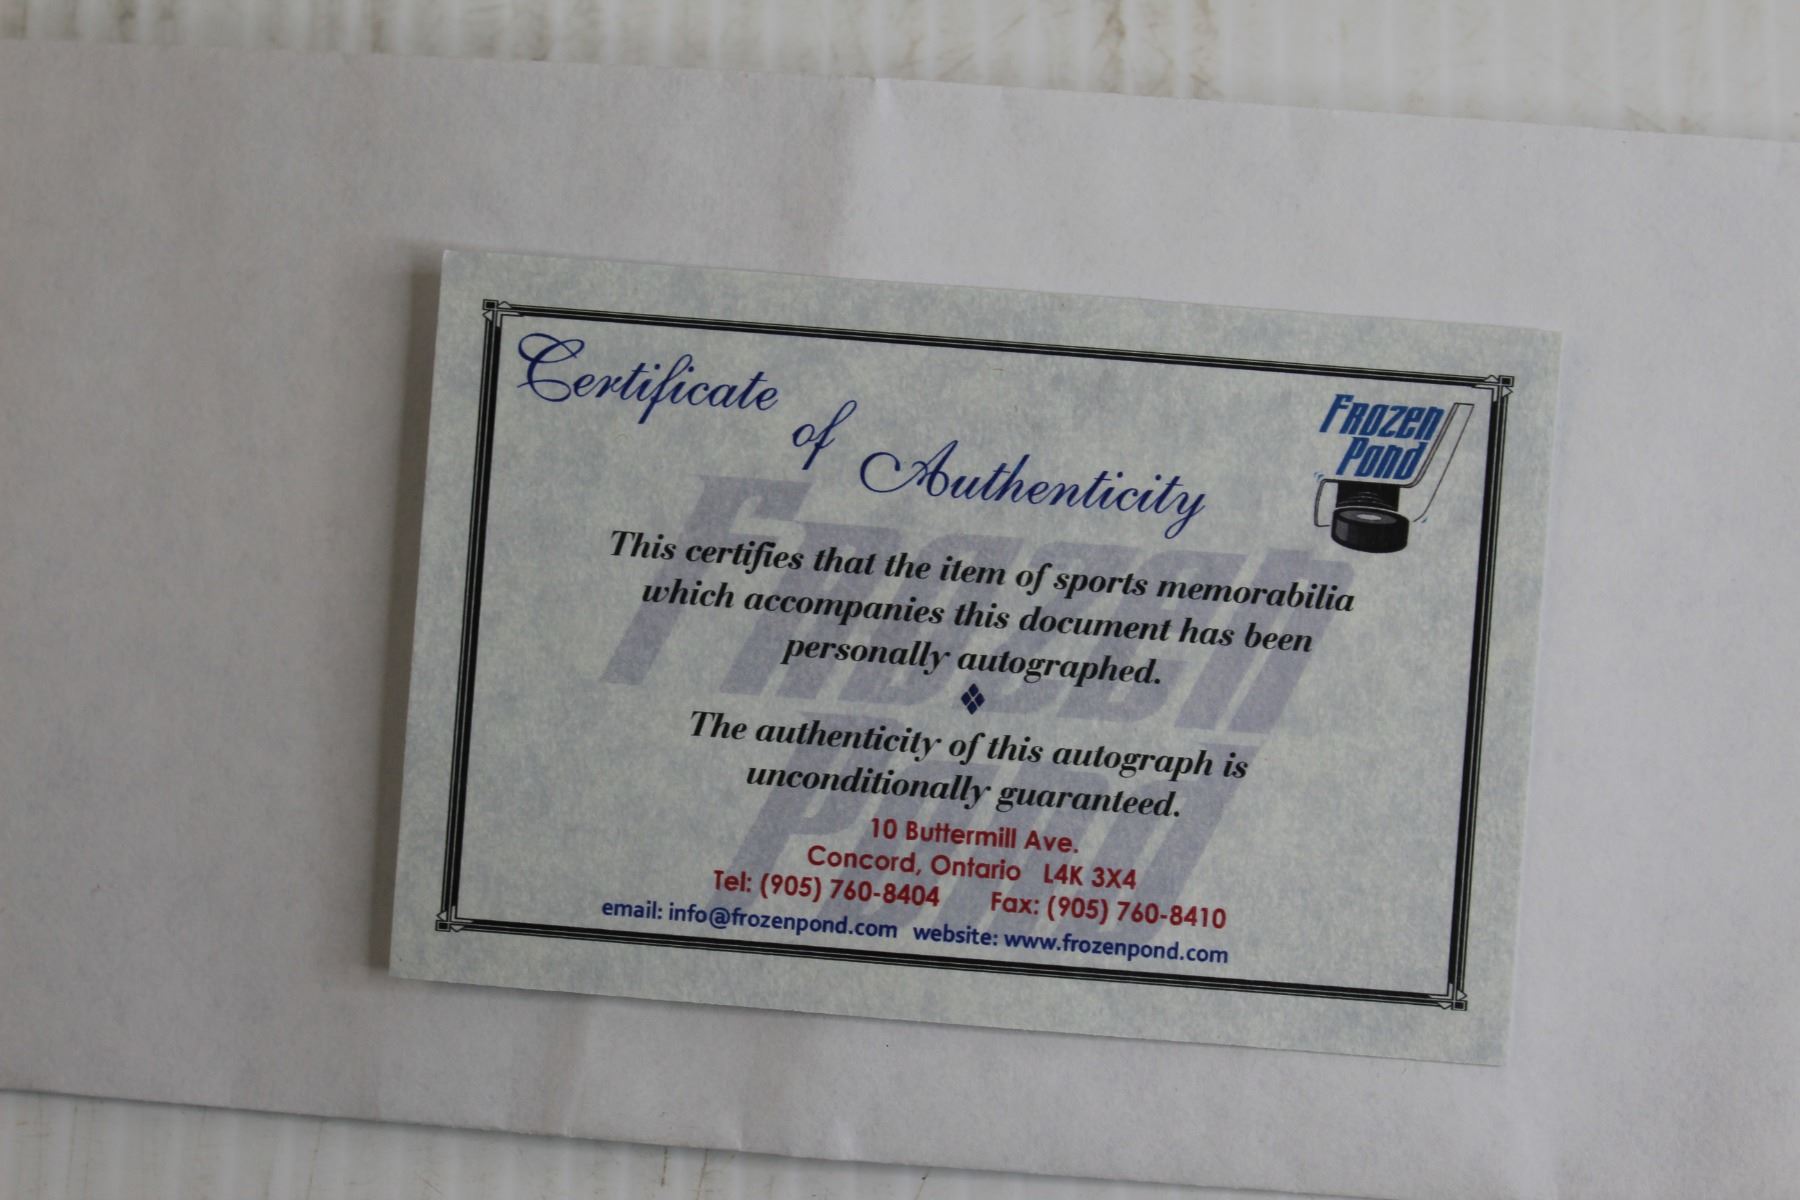 Certificate
of
Authenticity
Frozen
Pond
This certifies that the item of sports memorabilia
which accompanies this document has been
personally autographed.
The authenticity of this autograph is
unconditionally guaranteed.
10 Buttermill Ave.
Concord, Ontario L4K 3X4
Tel: (905) 760-8404 Fax: (905) 760-8410
email: info@frozenpond.com website: www.frozenpond.com
Frozen
Pond